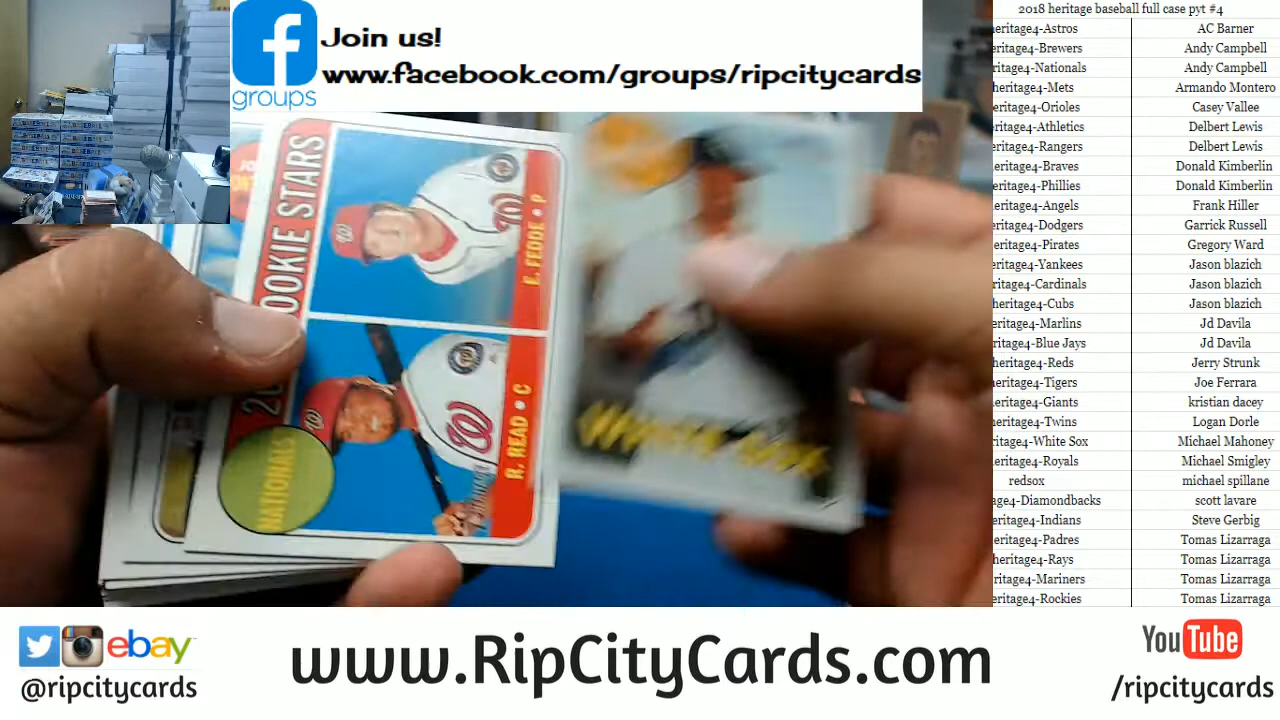 Join us!
www.facebook.com/groups/ripcitycards
f
groups
ROOKIE STARS
NATIONALS
E. FEDDE • P
R. READ • C
2018 heritage baseball full case pyt #4
eritage4-Astros AC Barner
eritage4-Brewers Andy Campbell
eritage4-Nationals Andy Campbell
heritage4-Mets Armando Montero
heritage4-Orioles Casey Vallee
eritage4-Athletics Delbert Lewis
eritage4-Rangers Delbert Lewis
heritage4-Braves Donald Kimberlin
eritage4-Phillies Donald Kimberlin
heritage4-Angels Frank Hiller
eritage4-Dodgers Garrick Russell
eritage4-Pirates Gregory Ward
eritage4-Yankees Jason blazich
eritage4-Cardinals Jason blazich
heritage4-Cubs Jason blazich
eritage4-Marlins Jd Davila
eritage4-Blue Jays Jd Davila
heritage4-Reds Jerry Strunk
eritage4-Tigers Joe Ferrara
heritage4-Giants kristian dacey
heritage4-Twins Logan Dorle
ritage4-White Sox Michael Mahoney
eritage4-Royals Michael Smigley
redsox michael spillane
age4-Diamondbacks scott lavare
eritage4-Indians Steve Gerbig
eritage4-Padres Tomas Lizarraga
heritage4-Rays Tomas Lizarraga
ritage4-Mariners Tomas Lizarraga
eritage4-Rockies Tomas Lizarraga
ebay
@ripcitycards
www.RipCityCards.com
YouTube
/ripcitycards